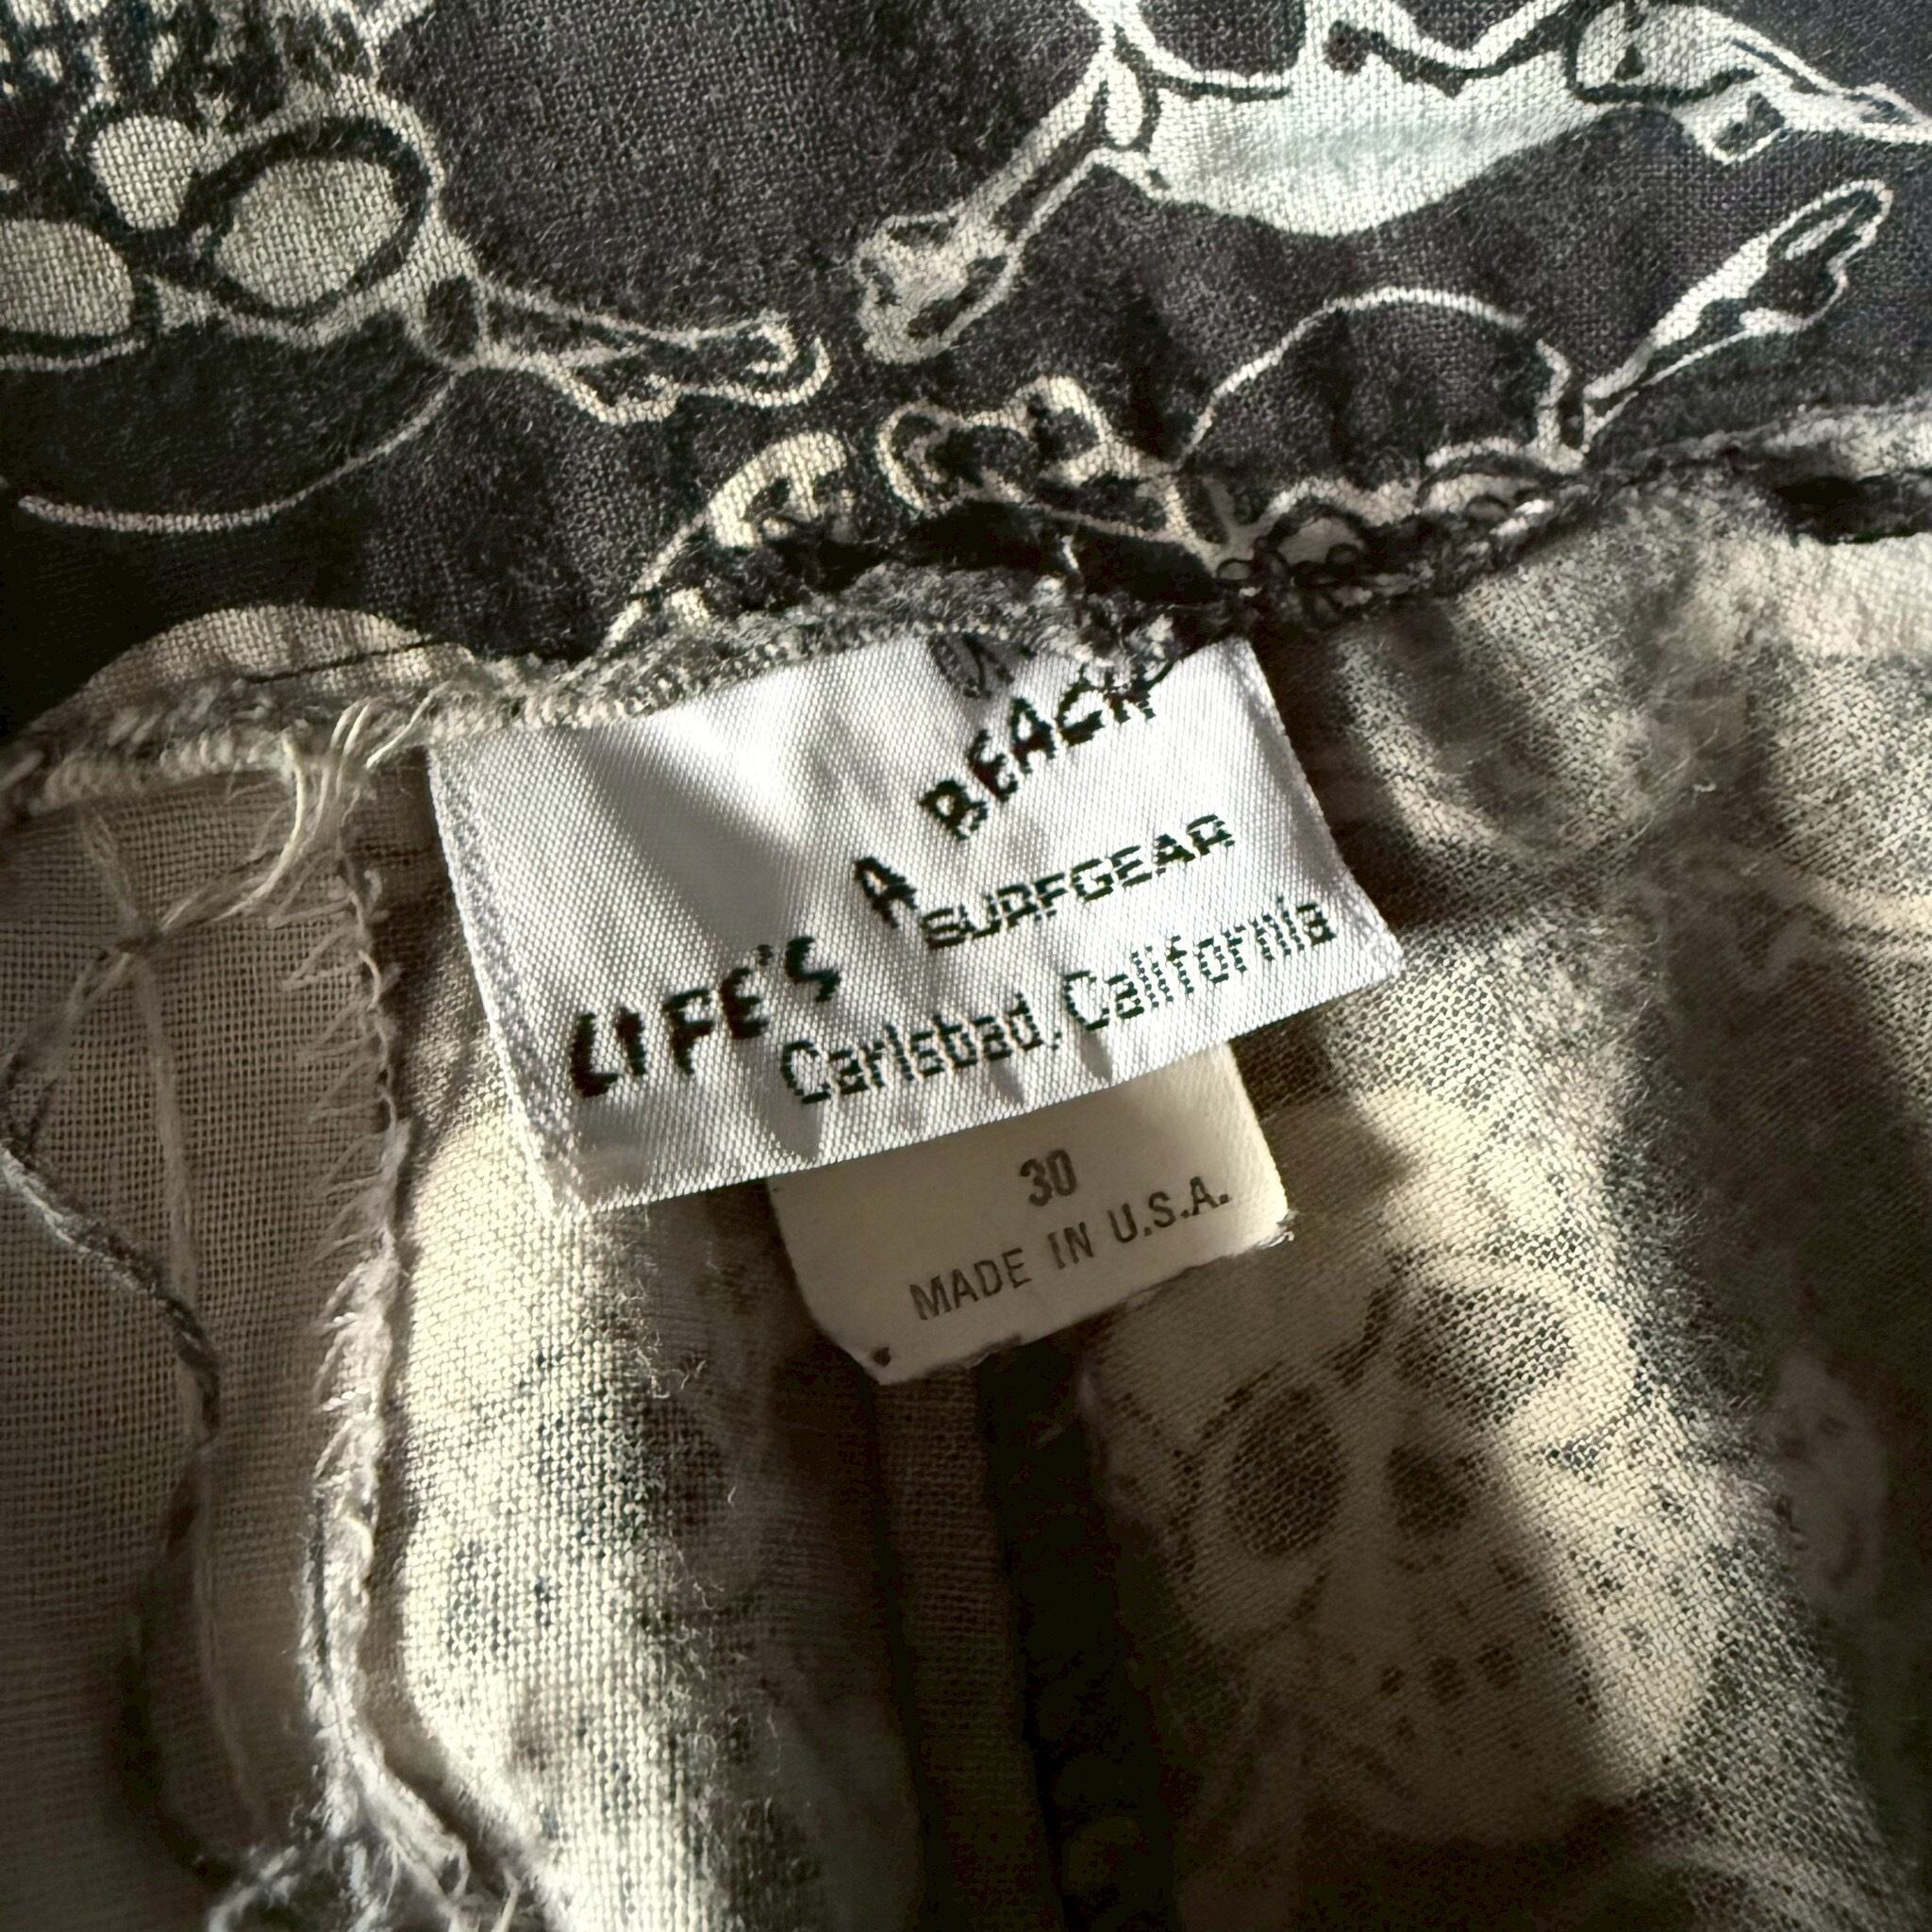 LIFE'S A BEACH
SURFGEAR
Carlsbad, California
30
MADE IN U.S.A.